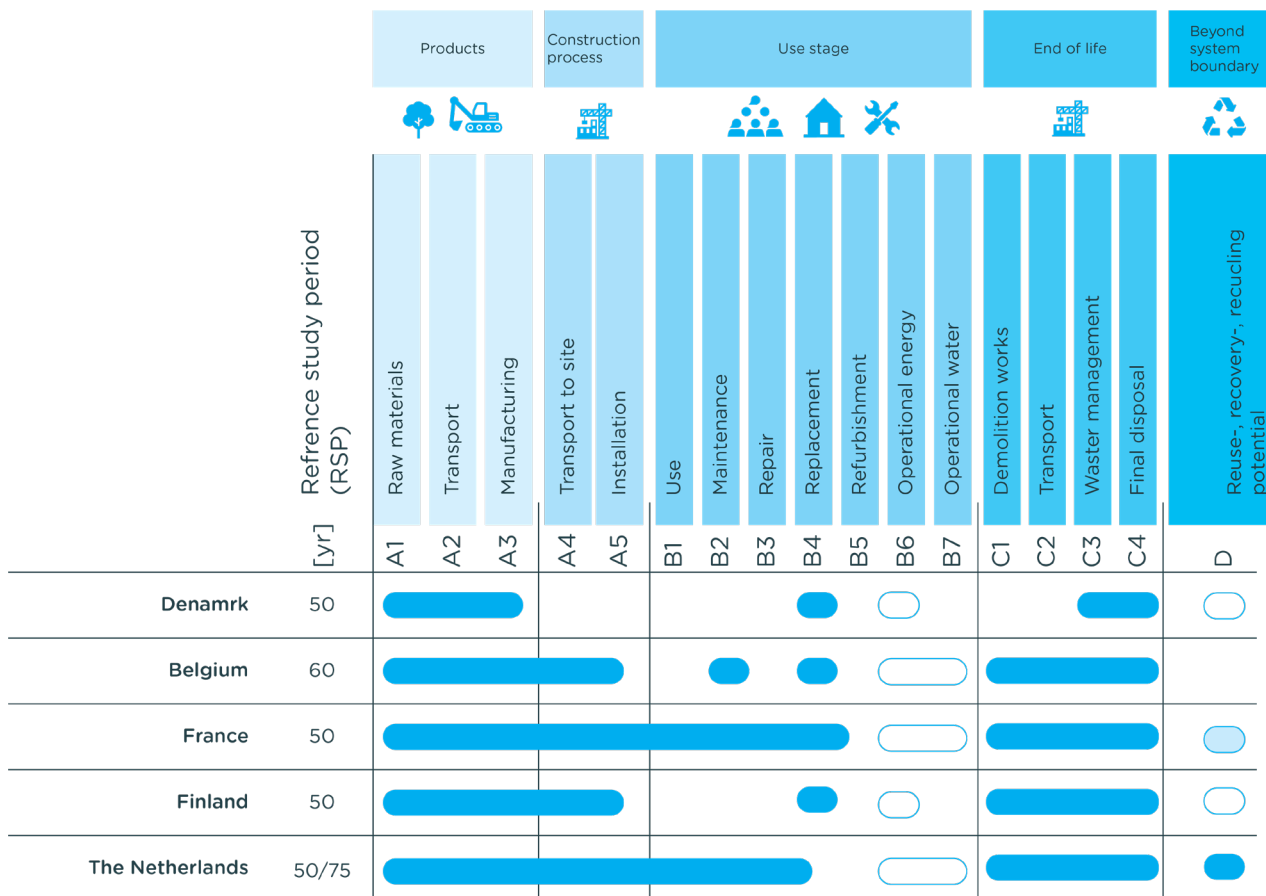 Products
Construction
process
Use stage
End of life
Beyond
system
boundary
Refrence study period
(RSP)
[yr]
Raw materials
Transport
Manufacturing
Transport to site
Installation
Use
Maintenance
Repair
Replacement
Refurbishment
Operational energy
Operational water
Demolition works
Transport
Waster management
Final disposal
Reuse-, recovery-, recucling
potential
A1 A2 A3 A4 A5 B1 B2 B3 B4 B5 B6 B7 C1 C2 C3 C4 D
Denamrk 50
Belgium 60
France 50
Finland 50
The Netherlands 50/75